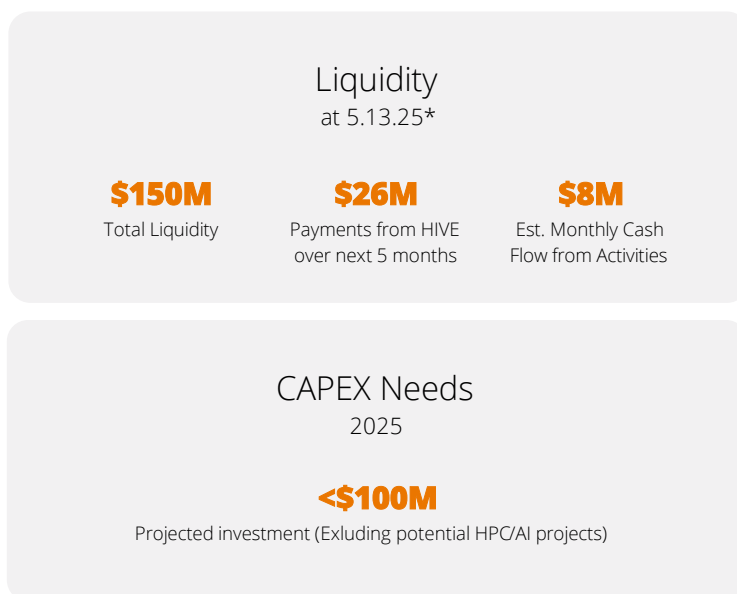 Liquidity
at 5.13.25*
$150M
Total Liquidity
$26M
Payments from HIVE
over next 5 months
$8M
Est. Monthly Cash
Flow from Activities
CAPEX Needs
2025
<$100M
Projected investment (Exluding potential HPC/AI projects)